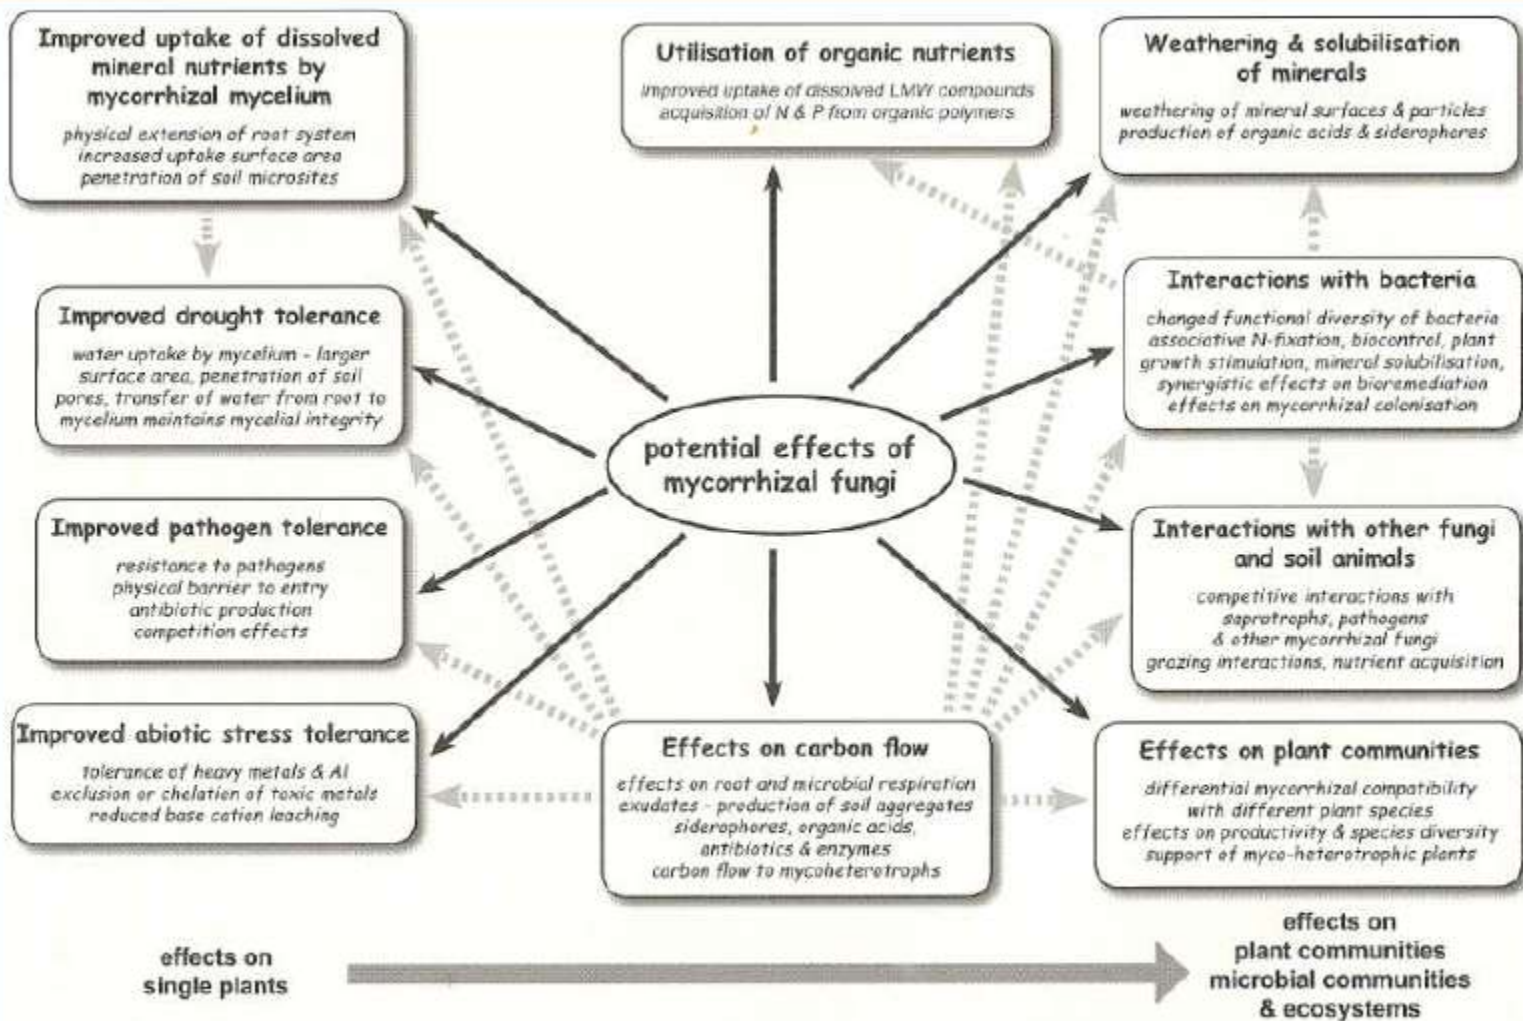 Improved uptake of dissolved
mineral nutrients by
mycorrhizal mycelium
physical extension of root system
increased uptake surface area
penetration of soil microsites
Utilisation of organic nutrients
improved uptake of dissolved LMW compounds
acquisition of N & P from organic polymers
Weathering & solubilisation
of minerals
weathering of mineral surfaces & particles
production of organic acids & siderophores
Improved drought tolerance
water uptake by mycelium - larger
surface area, penetration of soil
pores, transfer of water from root to
mycelium maintains mycelial integrity
Interactions with bacteria
changed functional diversity of bacteria
associative N-fixation, biocontrol, plant
growth stimulation, mineral solubilisation,
synergistic effects on bioremediation
effects on mycorrhizal colonisation
potential effects of
mycorrhizal fungi
Improved pathogen tolerance
resistance to pathogens
physical barrier to entry
antibiotic production
competition effects
Interactions with other fungi
and soil animals
competitive interactions with
saprotrophs, pathogens
& other mycorrhizal fungi
grazing interactions, nutrient acquisition
Improved abiotic stress tolerance
tolerance of heavy metals & Al
exclusion or chelation of toxic metals
reduced base cation leaching
Effects on carbon flow
effects on root and microbial respiration
exudates - production of soil aggregates
siderophores, organic acids,
antibiotics & enzymes
carbon flow to mycoheterotrophs
Effects on plant communities
differential mycorrhizal compatibility
with different plant species
effects on productivity & species diversity
support of myco-heterotrophic plants
effects on
single plants
effects on
plant communities
microbial communities
& ecosystems